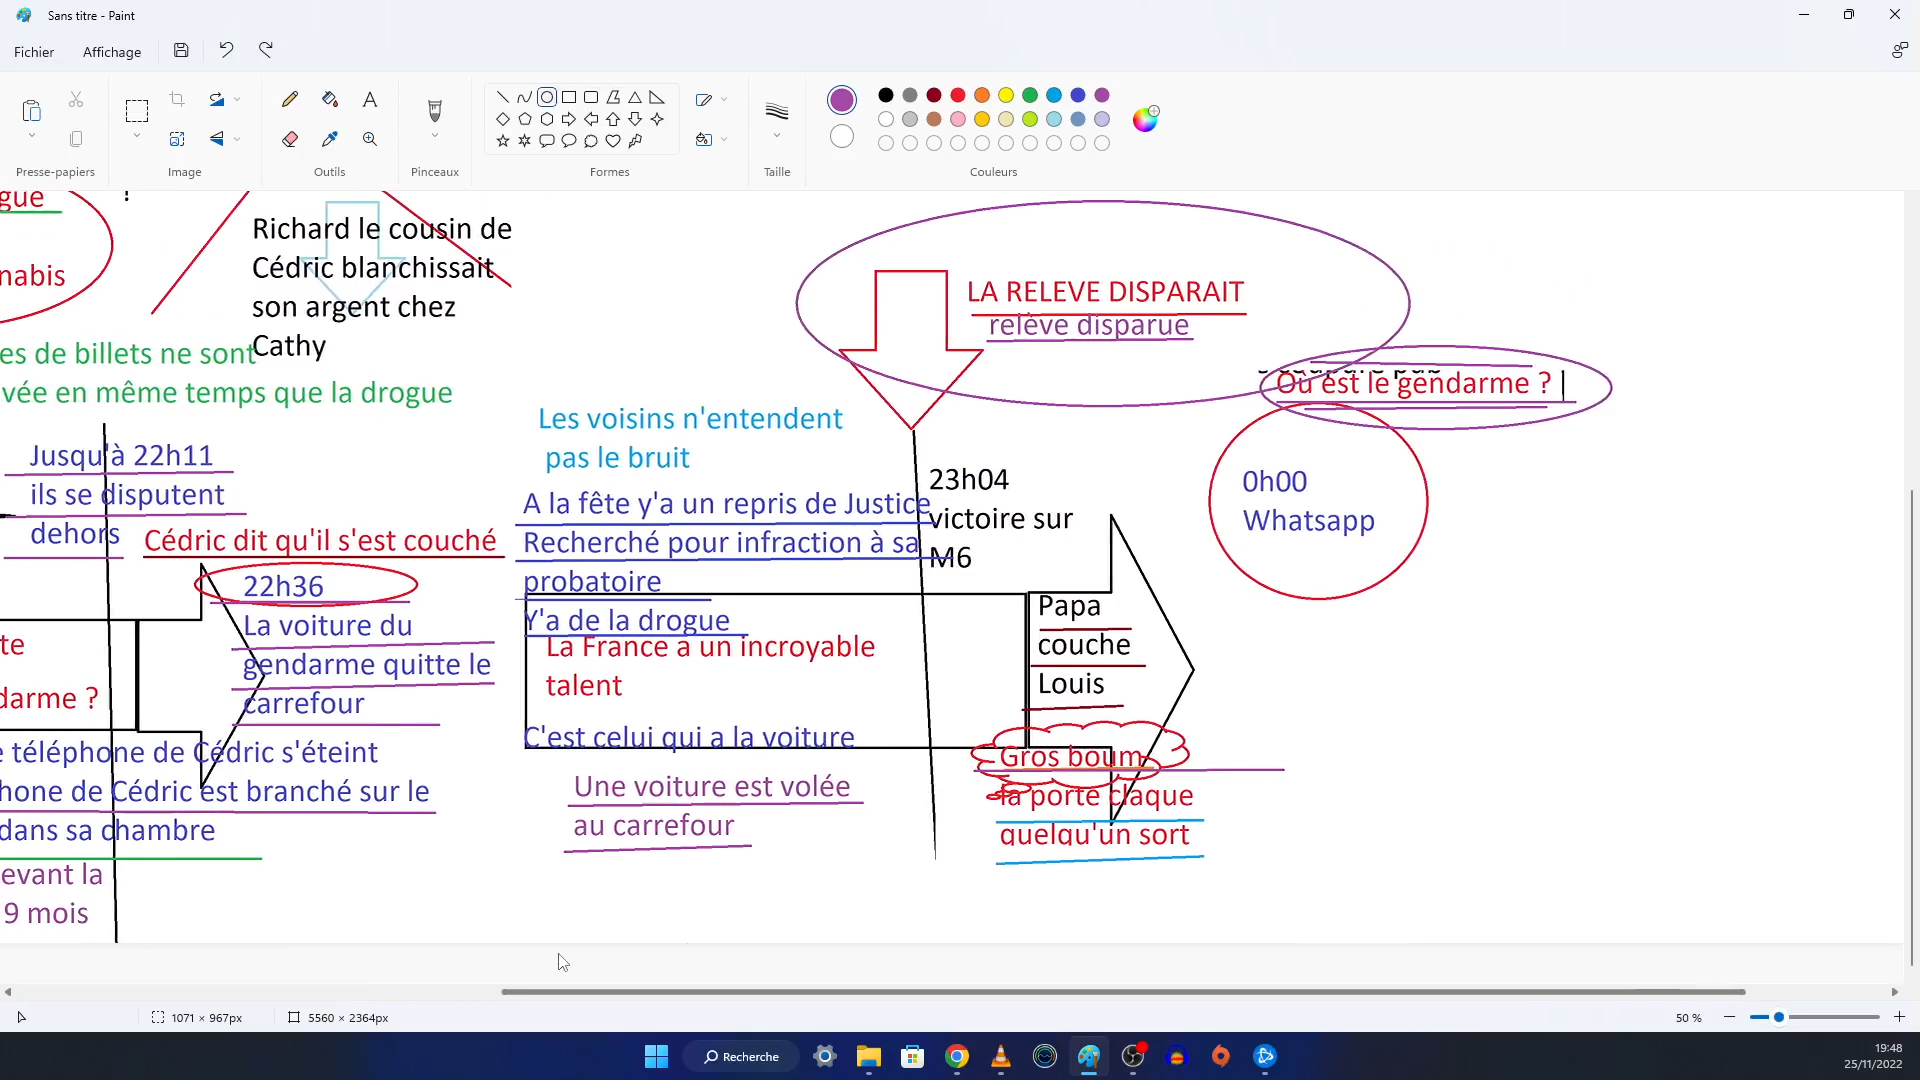 Sans titre - Paint
Fichier
Affichage
Presse-papiers
Image
Outils
Pinceaux
Formes
Taille
Couleurs
gue
!
nabis
Richard le cousin de
Cédric blanchissait
son argent chez
Cathy
es de billets ne sont
vée en même temps que la drogue
LA RELEVE DISPARAIT
relève disparue
Où est le gendarme ?
Jusqu'à 22h11
ils se disputent
dehors
Cédric dit qu'il s'est couché
22h36
La voiture du
gendarme quitte le
carrefour
te
darme ?
e téléphone de Cédric s'éteint
hone de Cédric est branché sur le
dans sa chambre
evant la
9 mois
Les voisins n'entendent
pas le bruit
A la fête y'a un repris de Justice
Recherché pour infraction à sa
probatoire
Y'a de la drogue
La France a un incroyable
talent
C'est celui qui a la voiture
Une voiture est volée
au carrefour
23h04
victoire sur
M6
0h00
Whatsapp
Papa
couche
Louis
Gros boum
la porte claque
quelqu'un sort
1071 × 967px
5560 × 2364px
50 %
Recherche
19:48
25/11/2022